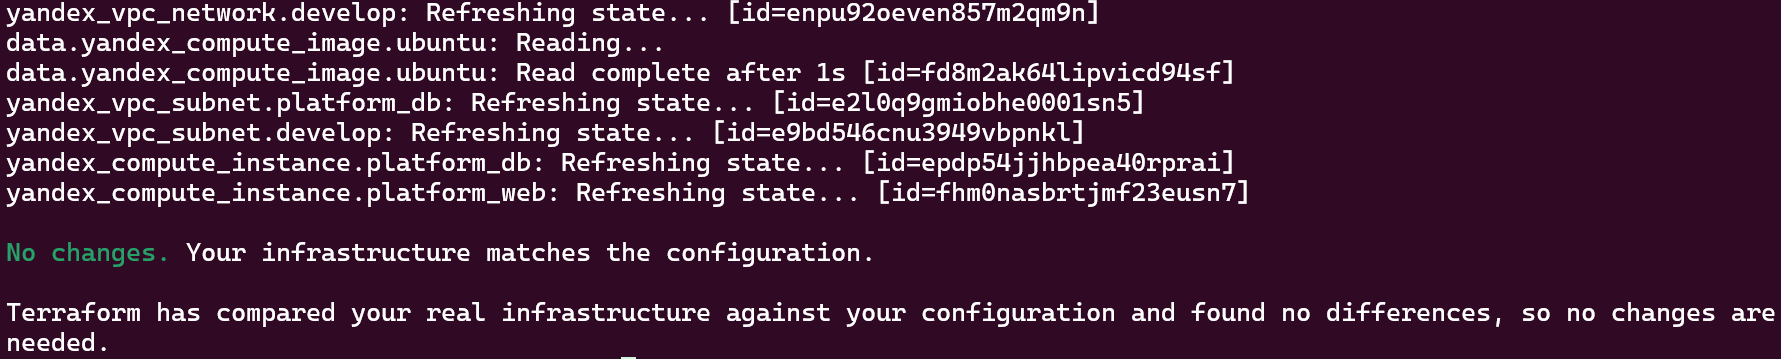 yandex_vpc_network.develop: Refreshing state... [id=enpu92oeven857m2qm9n]
data.yandex_compute_image.ubuntu: Reading...
data.yandex_compute_image.ubuntu: Read complete after 1s [id=fd8m2ak64lipvicd94sf]
yandex_vpc_subnet.platform_db: Refreshing state... [id=e2l0q9gmiobhe0001sn5]
yandex_vpc_subnet.develop: Refreshing state... [id=e9bd546cnu3949vbpnkl]
yandex_compute_instance.platform_db: Refreshing state... [id=epdp54jjhbpea40rprai]
yandex_compute_instance.platform_web: Refreshing state... [id=fhm0nasbrtjmf23eusn7]
No changes. Your infrastructure matches the configuration.
Terraform has compared your real infrastructure against your configuration and found no differences, so no changes are
needed.